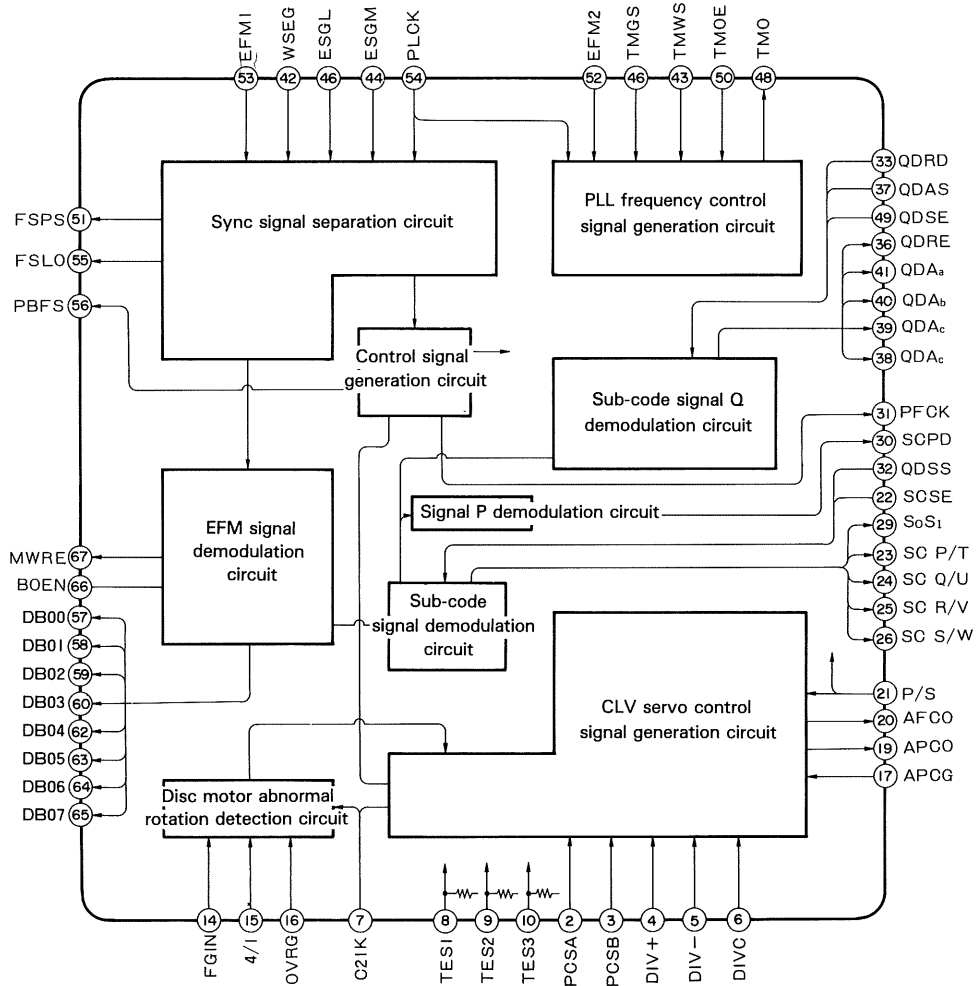 EFM1
WSEG
ESGL
ESGM
PLCK
EFM2
TMGS
TMWS
TMOE
TMO
53
42
46
44
54
52
46
43
50
48
Sync signal separation circuit
PLL frequency control
signal generation circuit
FSPS 51
FSLO 55
PBFS 56
33 QDRD
37 QDAS
49 QDSE
36 QDRE
41 QDAa
40 QDAb
39 QDAc
38 QDAc
Control signal
generation circuit
Sub-code signal Q
demodulation circuit
31 PFCK
30 SCPD
32 QDSS
22 SCSE
29 SoS1
23 SC P/T
24 SC Q/U
25 SC R/V
26 SC S/W
Signal P demodulation circuit
EFM signal
demodulation
circuit
MWRE 67
BOEN 66
DB00 57
DB01 58
DB02 59
DB03 60
DB04 62
DB05 63
DB06 64
DB07 65
Sub-code
signal demodulation
circuit
CLV servo control
signal generation circuit
21 P/S
20 AFCO
19 APCO
17 APCG
Disc motor abnormal
rotation detection circuit
14
15
16
7
8
9
10
2
3
4
5
6
FGIN
4/1
OVRG
C21K
TES1
TES2
TES3
PCSA
PCSB
DIV+
DIV-
DIVC